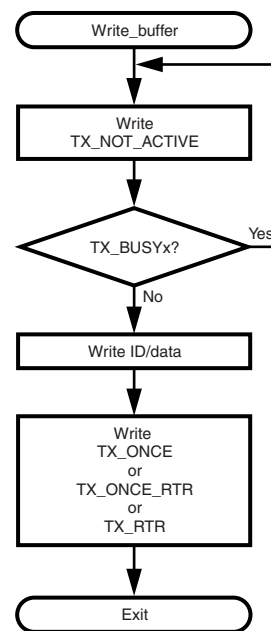 Write_buffer
Write
TX_NOT_ACTIVE
TX_BUSYx?
Yes
No
Write ID/data
Write
TX_ONCE
or
TX_ONCE_RTR
or
TX_RTR
Exit